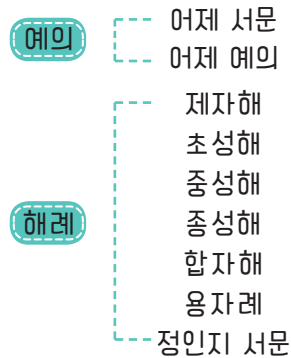 예의
어제 서문
어제 예의
해례
제자해
초성해
중성해
종성해
합자해
용자례
정인지 서문